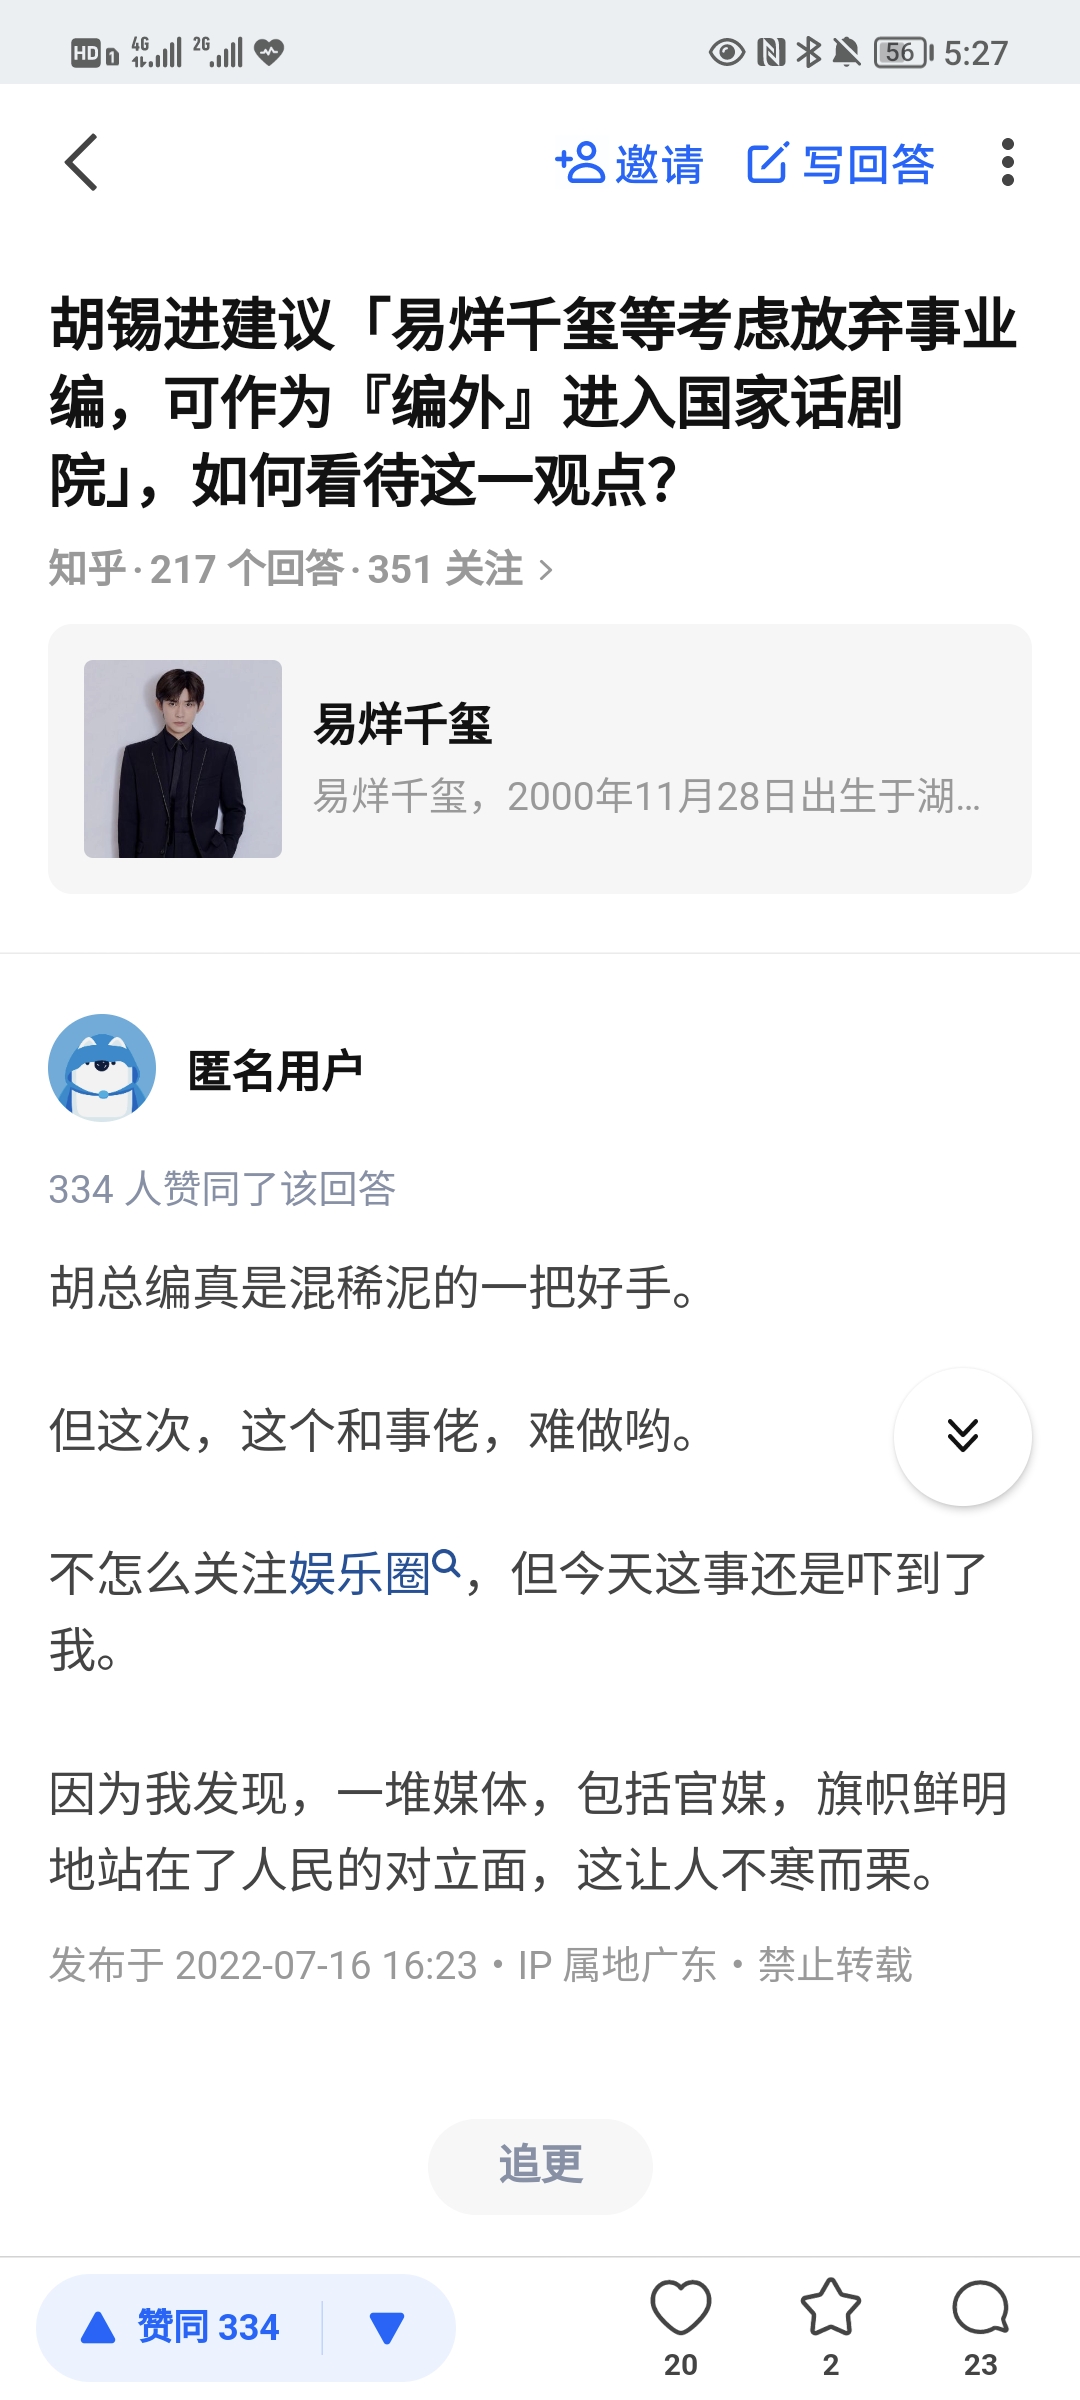 HD 1 4G 2G 56 5:27
邀请 写回答
胡锡进建议「易烊千玺等考虑放弃事业
编，可作为『编外』进入国家话剧
院」，如何看待这一观点？
知乎·217 个回答·351 关注
易烊千玺
易烊千玺，2000年11月28日出生于湖...
匿名用户
334 人赞同了该回答
胡总编真是混稀泥的一把好手。
但这次，这个和事佬，难做哟。
不怎么关注娱乐圈，但今天这事还是吓到了
我。
因为我发现，一堆媒体，包括官媒，旗帜鲜明
地站在了人民的对立面，这让人不寒而栗。
发布于 2022-07-16 16:23・IP 属地广东・禁止转载
追更
赞同 334
20 2 23